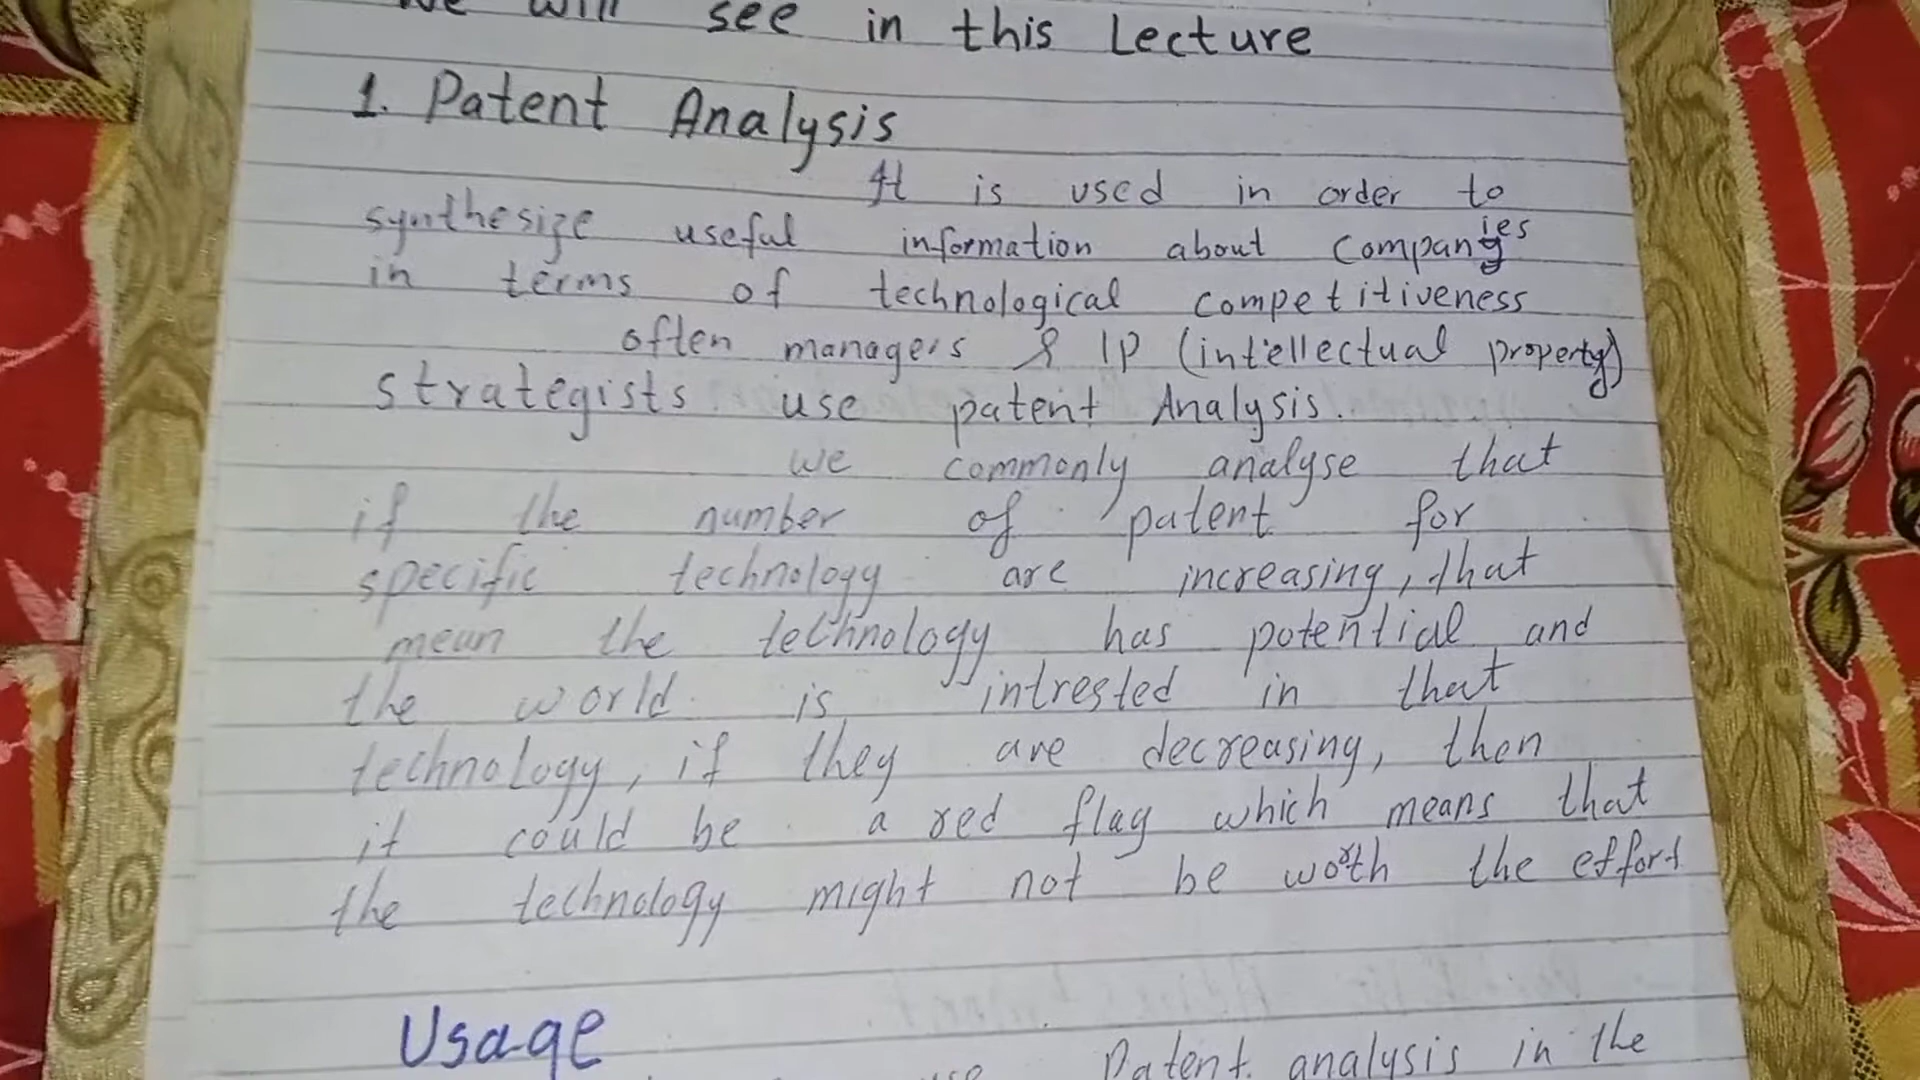 we will see in this Lecture
1. Patent Analysis
It is used in order to
synthesize useful information about companies
in terms of technological competitiveness
often managers & IP (intellectual property)
strategists use patent Analysis.
we commonly analyse that
if the number of patent for
specific technology are increasing, that
mean the technology has potential and
the world is intrested in that
technology, if they are decreasing, then
it could be a red flag which means that
the technology might not be worth the effort
Usage
Patent analysis in the